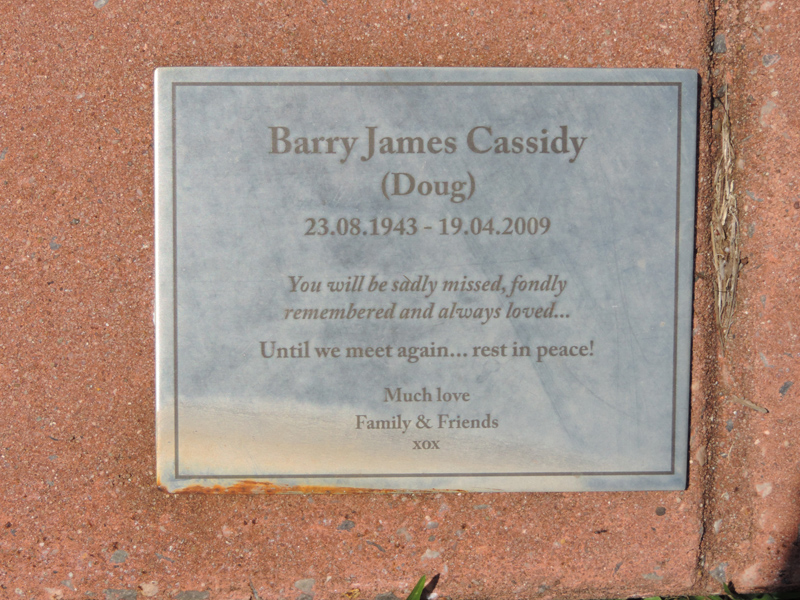 Barry James Cassidy
(Doug)
23.08.1943 - 19.04.2009
You will be sadly missed, fondly
remembered and always loved...
Until we meet again... rest in peace!
Much love
Family & Friends
xox